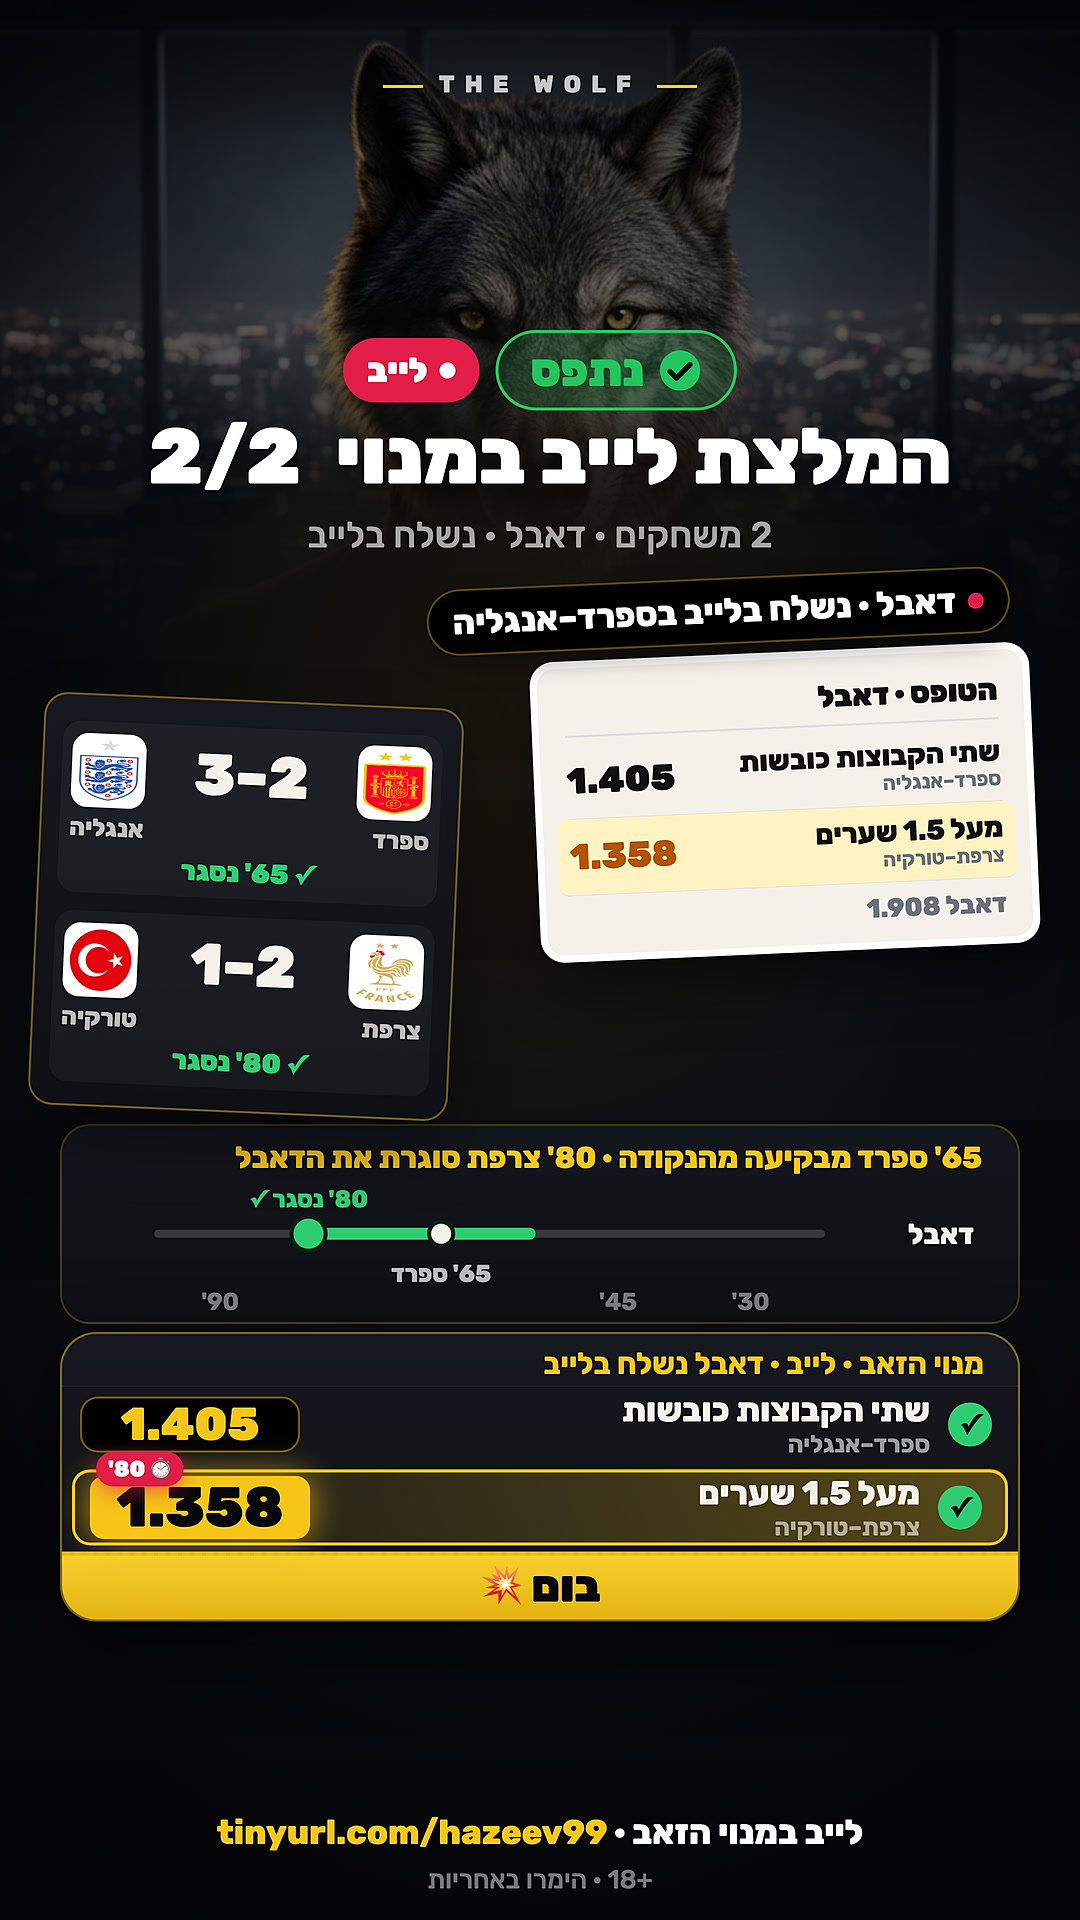 THE WOLF
נתפס
לייב
המלצת לייב במנוי 2/2
2 משחקים • דאבל • נשלח בלייב
דאבל • נשלח בלייב בספרד-אנגליה
הטופס • דאבל
שתי הקבוצות כובשות 1.405
ספרד-אנגליה
מעל 1.5 שערים 1.358
צרפת-טורקיה
דאבל 1.908
3-2
ספרד אנגליה
✓ 65' נסגר
1-2
FRANCE
צרפת טורקיה
✓ 80' נסגר
65' ספרד מבקיעה מהנקודה • 80' צרפת סוגרת את הדאבל
80' נסגר ✓
דאבל
65' ספרד
30' 45' 90'
מנוי הזאב • לייב • דאבל נשלח בלייב
שתי הקבוצות כובשות 1.405
ספרד-אנגליה
⏱ 80'
מעל 1.5 שערים 1.358
צרפת-טורקיה
בום 💥
לייב במנוי הזאב • tinyurl.com/hazeev99
18+ • הימרו באחריות